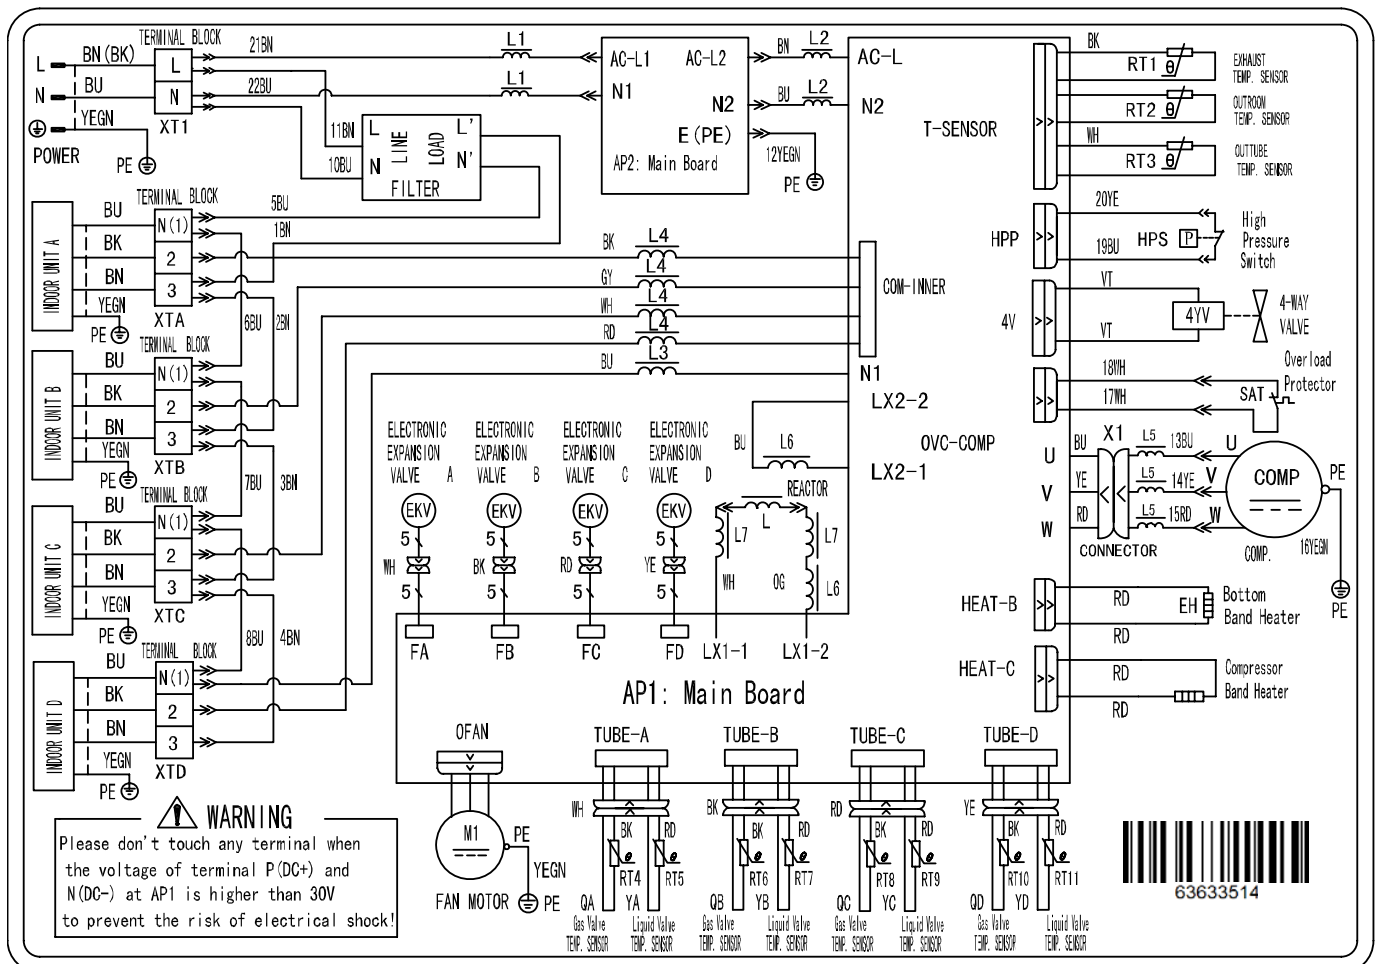 TERMINAL BLOCK
L
BN(BK)
N
BU
YEGN
POWER
PE
L
N
XT1
21BN
22BU
L1
L1
AC-L1
AC-L2
N1
N2
E(PE)
AP2: Main Board
BN
L2
BU
L2
12YEGN
PE
11BN
10BU
L
N
LINE
LOAD
L'
N'
FILTER
AC-L
N2
T-SENSOR
BK
RT1
θ
EXHAUST
TEMP. SENSOR
RT2
θ
OUTROOM
TEMP. SENSOR
WH
RT3
θ
OUTTUBE
TEMP. SENSOR
HPP
20YE
19BU
HPS
P
High
Pressure
Switch
4V
VT
VT
4YV
4-WAY
VALVE
18WH
17WH
SAT
Overload
Protector
OVC-COMP
U
V
W
BU
YE
RD
X1
CONNECTOR
L5
13BU
L5
14YE
L5
15RD
U
V
W
COMP
COMP.
PE
16YEGN
PE
HEAT-B
RD
RD
EH
Bottom
Band Heater
HEAT-C
RD
RD
Compressor
Band Heater
TERMINAL BLOCK
INDOOR UNIT A
BU
BK
BN
YEGN
PE
N(1)
2
3
XTA
5BU
1BN
6BU
2BN
TERMINAL BLOCK
INDOOR UNIT B
BU
BK
BN
YEGN
PE
N(1)
2
3
XTB
7BU
3BN
TERMINAL BLOCK
INDOOR UNIT C
BU
BK
BN
YEGN
PE
N(1)
2
3
XTC
8BU
4BN
TERMINAL BLOCK
INDOOR UNIT D
BU
BK
BN
YEGN
PE
N(1)
2
3
XTD
BK
L4
GY
L4
WH
L4
RD
L4
BU
L3
COM-INNER
N1
LX2-2
LX2-1
BU
L6
REACTOR
L
L7
L7
L6
WH
OG
LX1-1
LX1-2
ELECTRONIC
EXPANSION
VALVE A
EKV
5
WH
5
FA
ELECTRONIC
EXPANSION
VALVE B
EKV
5
BK
5
FB
ELECTRONIC
EXPANSION
VALVE C
EKV
5
RD
5
FC
ELECTRONIC
EXPANSION
VALVE D
EKV
5
YE
5
FD
AP1: Main Board
OFAN
M1
PE
YEGN
FAN MOTOR
PE
TUBE-A
WH
BK
RD
θ
θ
RT4
RT5
QA
YA
Gas Valve
TEMP. SENSOR
Liquid Valve
TEMP. SENSOR
TUBE-B
BK
BK
RD
θ
θ
RT6
RT7
QB
YB
Gas Valve
TEMP. SENSOR
Liquid Valve
TEMP. SENSOR
TUBE-C
RD
BK
RD
θ
θ
RT8
RT9
QC
YC
Gas Valve
TEMP. SENSOR
Liquid Valve
TEMP. SENSOR
TUBE-D
YE
BK
RD
θ
θ
RT10
RT11
QD
YD
Gas Valve
TEMP. SENSOR
Liquid Valve
TEMP. SENSOR
WARNING
Please don't touch any terminal when
the voltage of terminal P(DC+) and
N(DC-) at AP1 is higher than 30V
to prevent the risk of electrical shock!
63633514